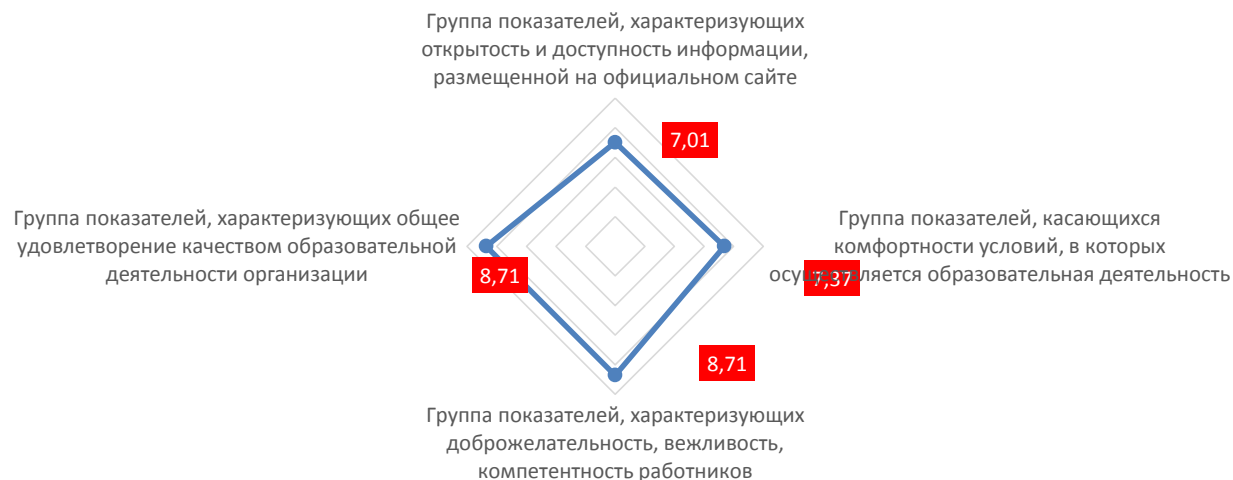 Группа показателей, характеризующих
открытость и доступность информации,
размещенной на официальном сайте
7,01
Группа показателей, касающихся
комфортности условий, в которых
осуществляется образовательная деятельность
7,37
8,71
Группа показателей, характеризующих
доброжелательность, вежливость,
компетентность работников
Группа показателей, характеризующих общее
удовлетворение качеством образовательной
деятельности организации
8,71